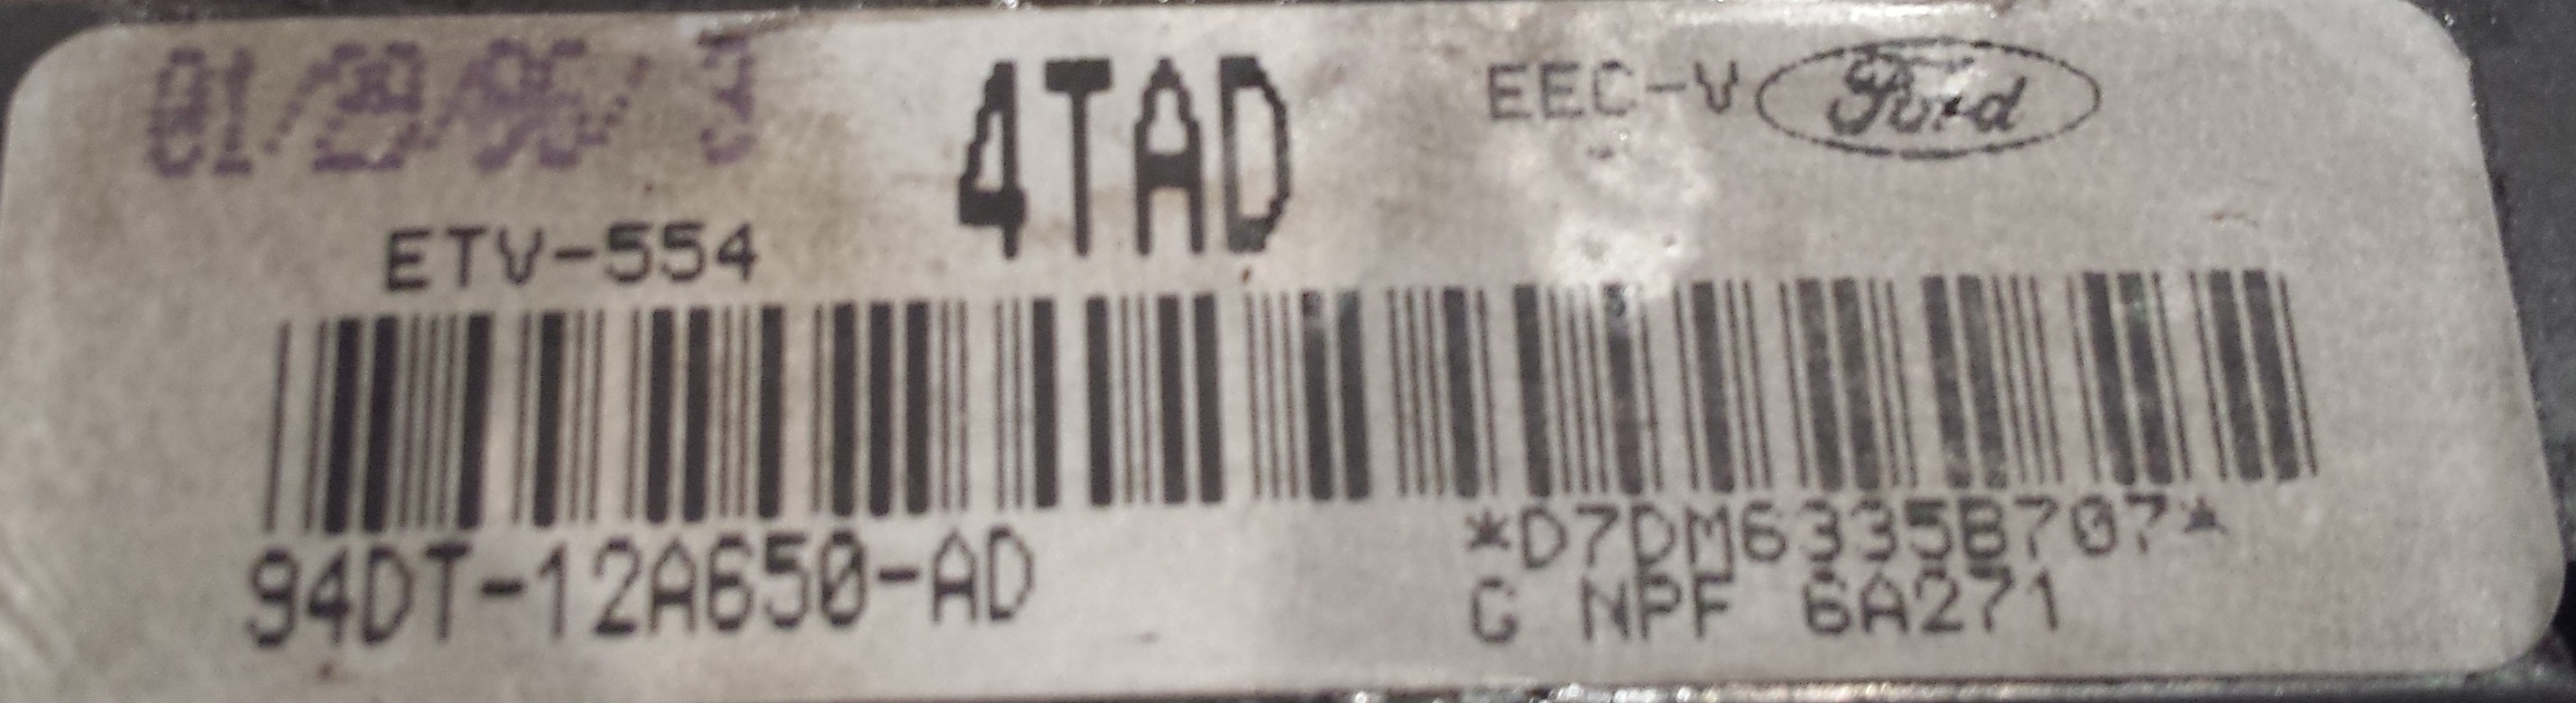 01/29/96/ 3
4TAD
EEC-V Ford
ETV-554
94DT-12A650-AD
*D7DM6335B707*
C NPF 6A271